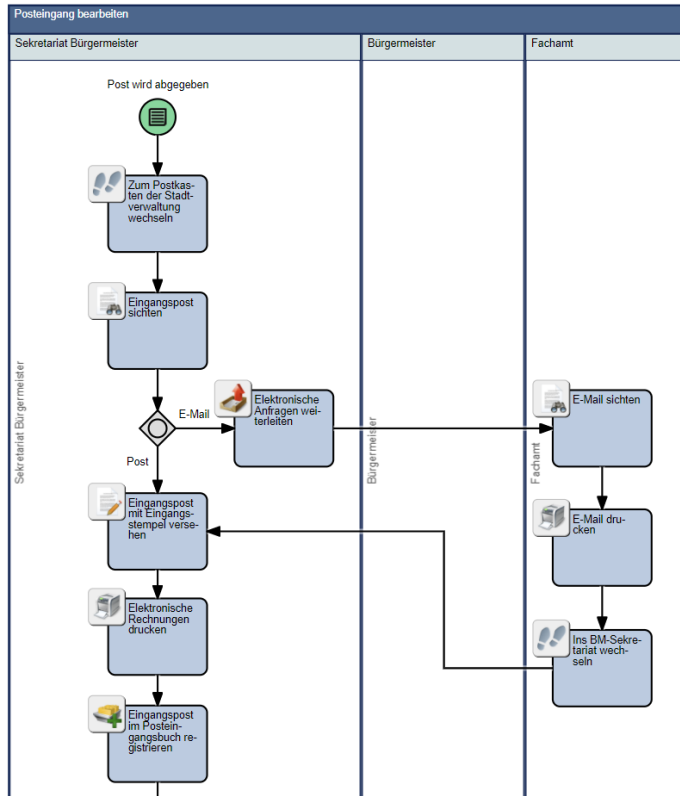 Posteingang bearbeiten
Sekretariat Bürgermeister
Bürgermeister
Fachamt
Post wird abgegeben
Zum Postkas-
ten der Stadt-
verwaltung
wechseln
Eingangspost
sichten
E-Mail
Elektronische
Anfragen wei-
terleiten
E-Mail sichten
Sekretariat Bürgermeister
Bürgermeister
Fachamt
Post
Eingangspost
mit Eingangs-
stempel verse-
hen
E-Mail dru-
cken
Elektronische
Rechnungen
drucken
Ins BM-Sekre-
tariat wech-
seln
Eingangspost
im Postein-
gangsbuch re-
gistrieren